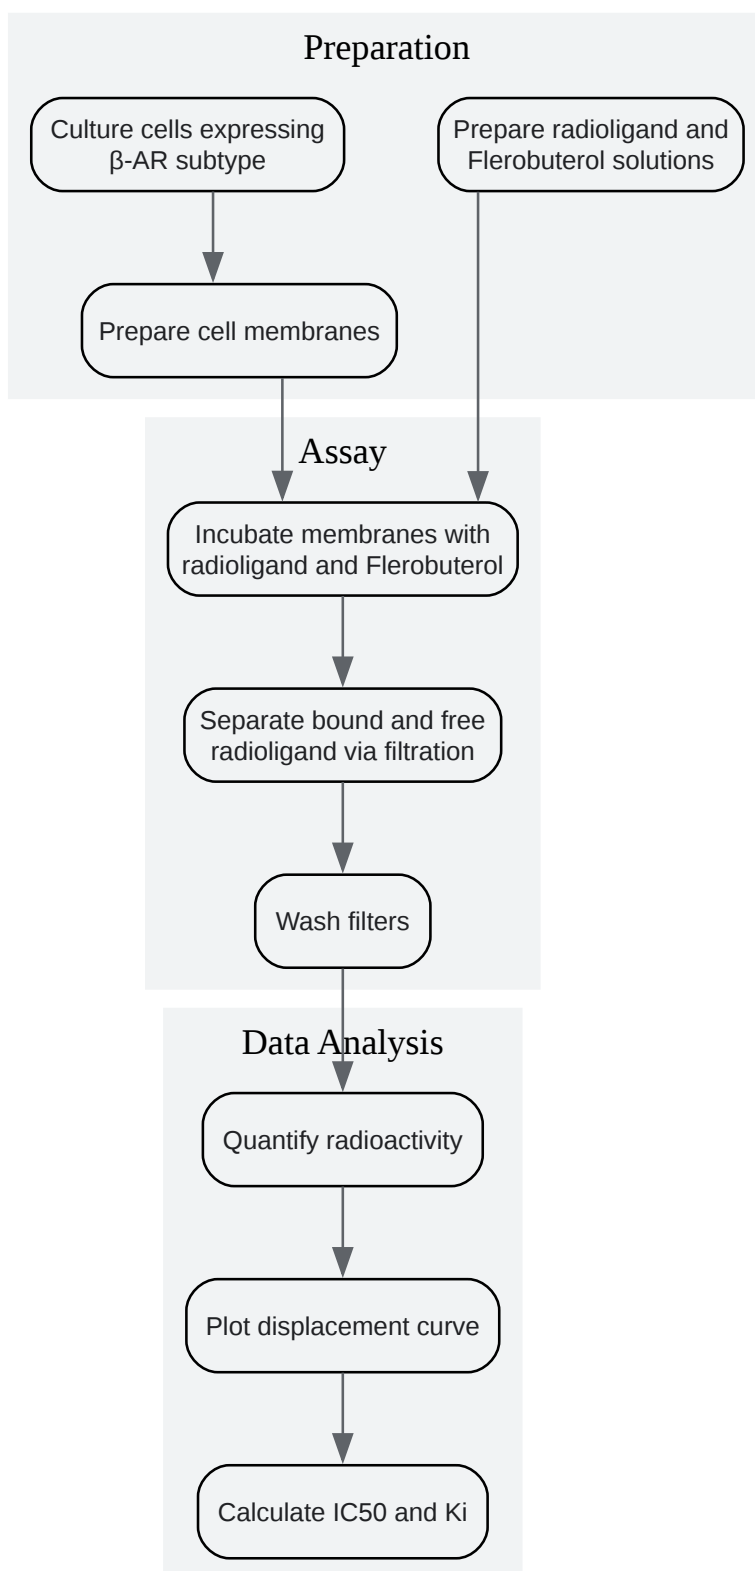 Preparation
Culture cells expressing
β-AR subtype
Prepare radioligand and
Flerobuterol solutions
Prepare cell membranes
Assay
Incubate membranes with
radioligand and Flerobuterol
Separate bound and free
radioligand via filtration
Wash filters
Data Analysis
Quantify radioactivity
Plot displacement curve
Calculate IC50 and Ki